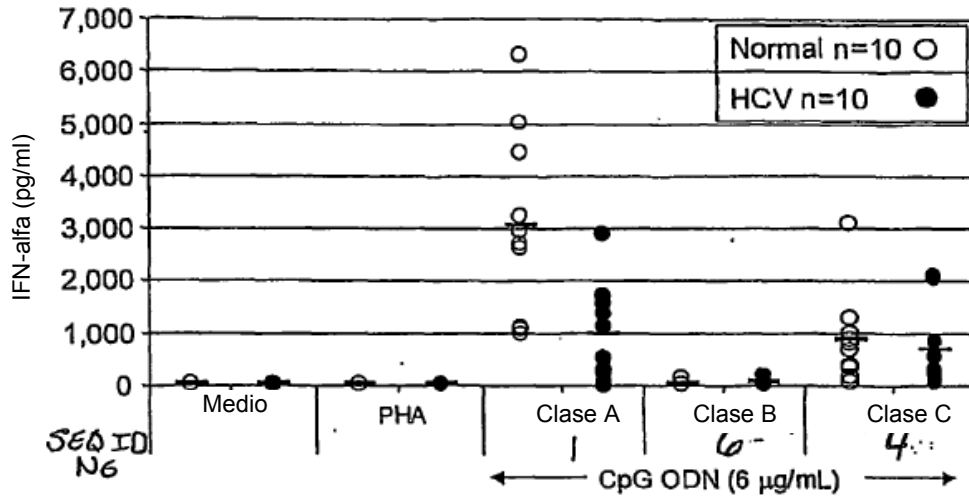 7,000
6,000
5,000
4,000
3,000
2,000
1,000
0
IFN-alfa (pg/ml)
Normal n=10
HCV n=10
Medio PHA Clase A Clase B Clase C
SEQ ID 1 6 4
NG
CpG ODN (6 µg/mL)